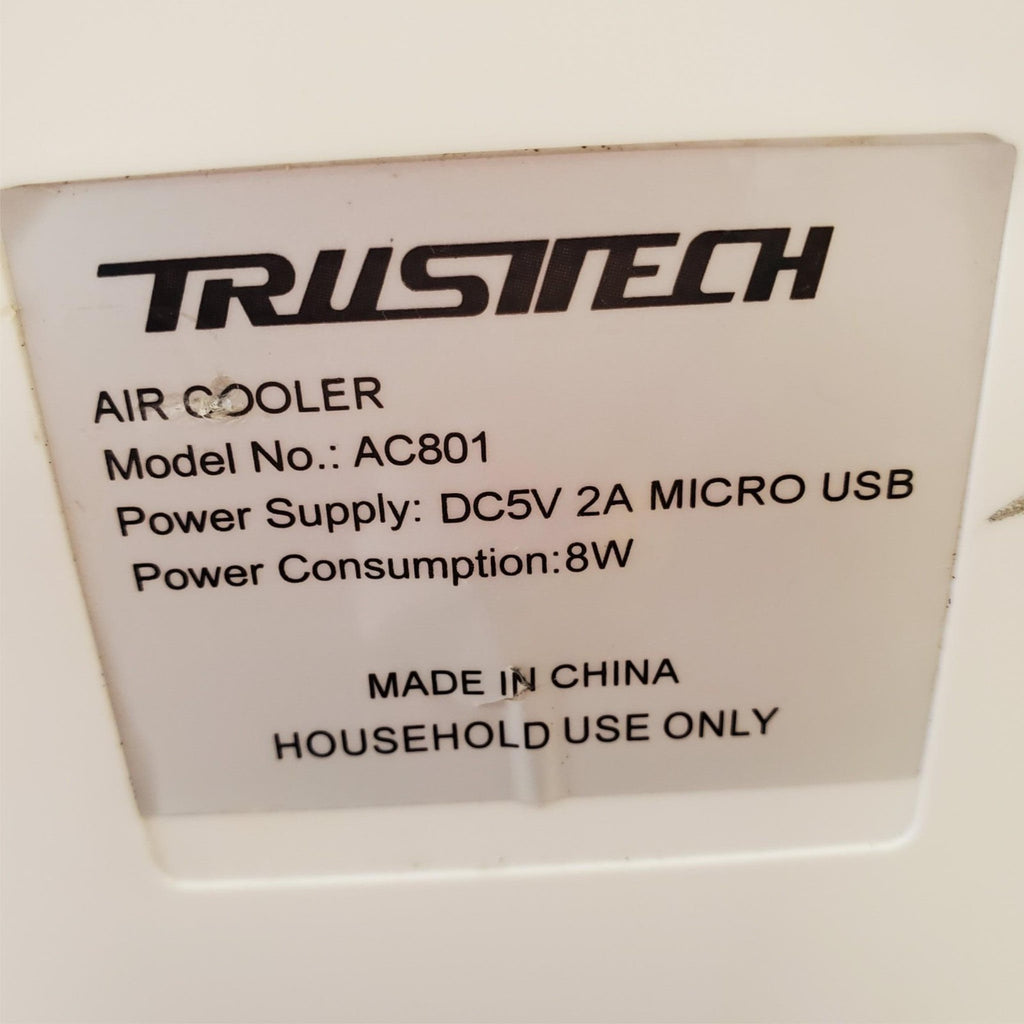 TRUSTECH
AIR COOLER
Model No.: AC801
Power Supply: DC5V 2A MICRO USB
Power Consumption:8W
MADE IN CHINA
HOUSEHOLD USE ONLY